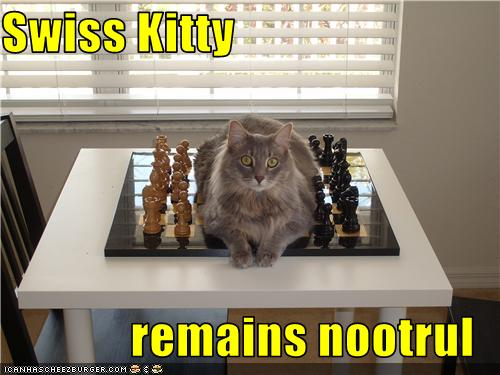 Swiss Kitty
remains nootrul
ICANHASCHEEZBURGER.COM